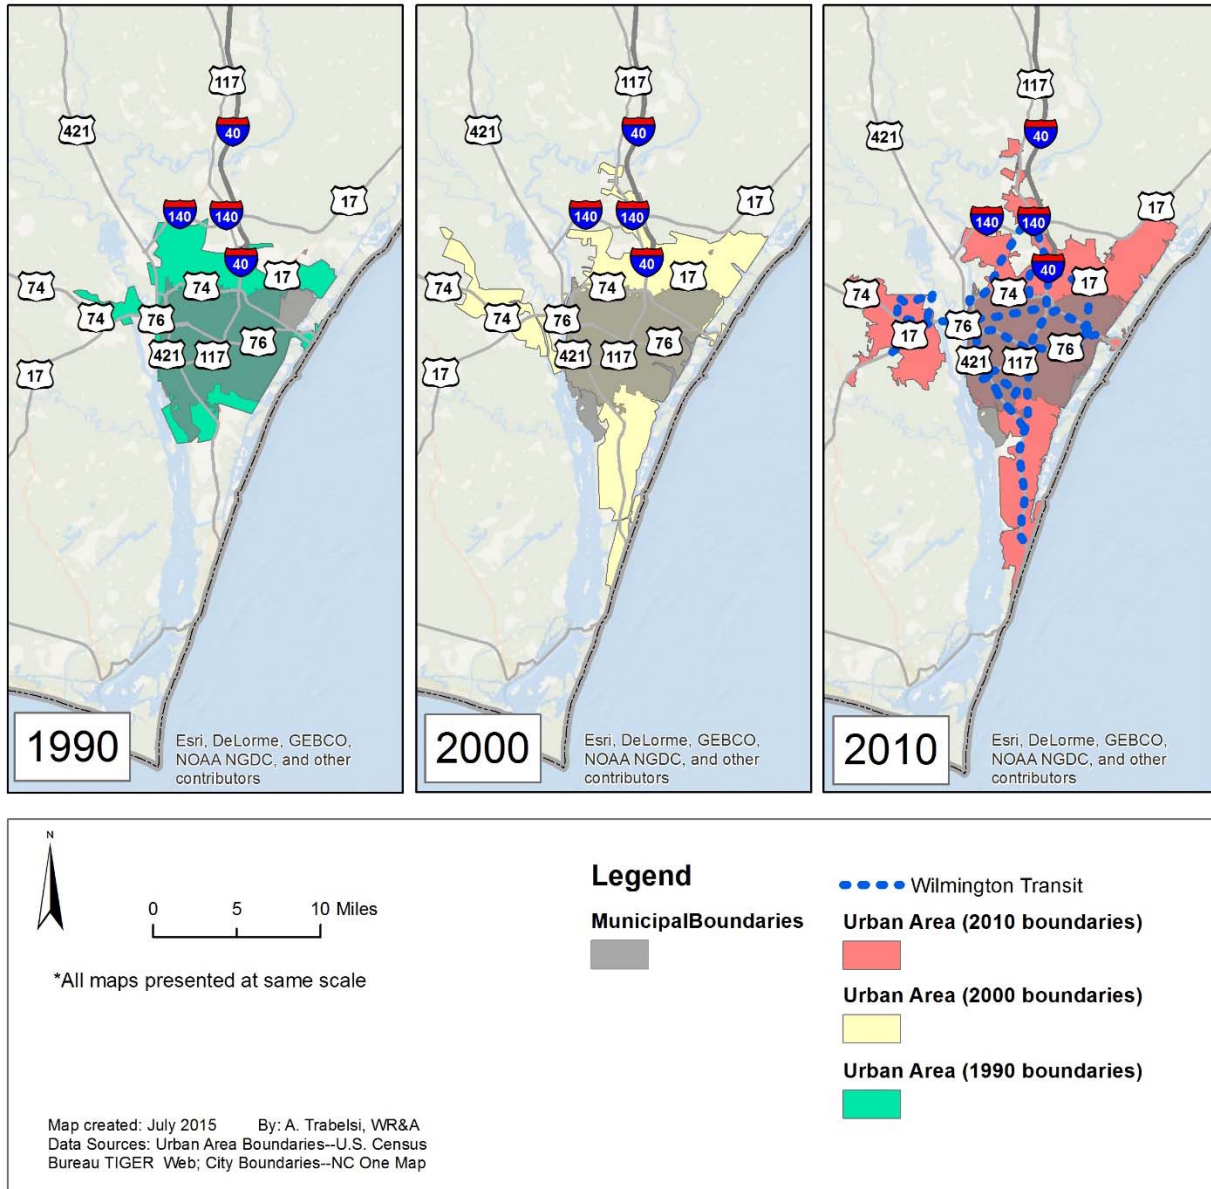 117
421
40
17
140
140
40
17
74
74
74
76
76
421
117
17
1990
Esri, DeLorme, GEBCO,
NOAA NGDC, and other
contributors
117
421
40
17
140
140
40
17
74
74
74
76
76
421
117
17
2000
Esri, DeLorme, GEBCO,
NOAA NGDC, and other
contributors
117
421
40
17
140
140
40
17
74
74
76
17
76
421
117
2010
Esri, DeLorme, GEBCO,
NOAA NGDC, and other
contributors
N
0 5 10 Miles
*All maps presented at same scale
Map created: July 2015 By: A. Trabelsi, WR&A
Data Sources: Urban Area Boundaries--U.S. Census
Bureau TIGER Web; City Boundaries--NC One Map
Legend
MunicipalBoundaries
Wilmington Transit
Urban Area (2010 boundaries)
Urban Area (2000 boundaries)
Urban Area (1990 boundaries)